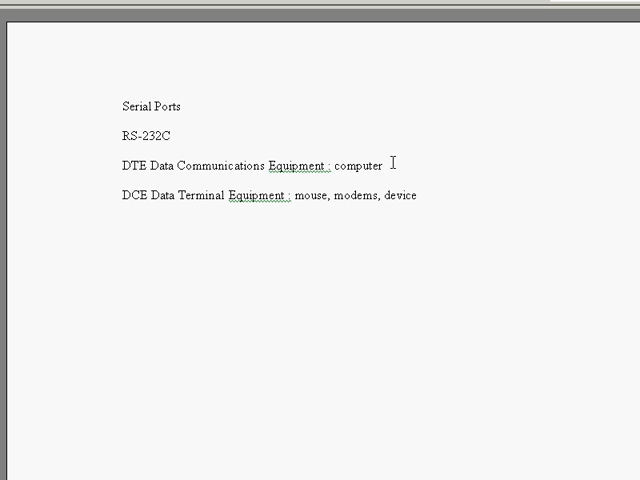 Serial Ports
RS-232C
DTE Data Communications Equipment : computer
DCE Data Terminal Equipment : mouse, modems, device